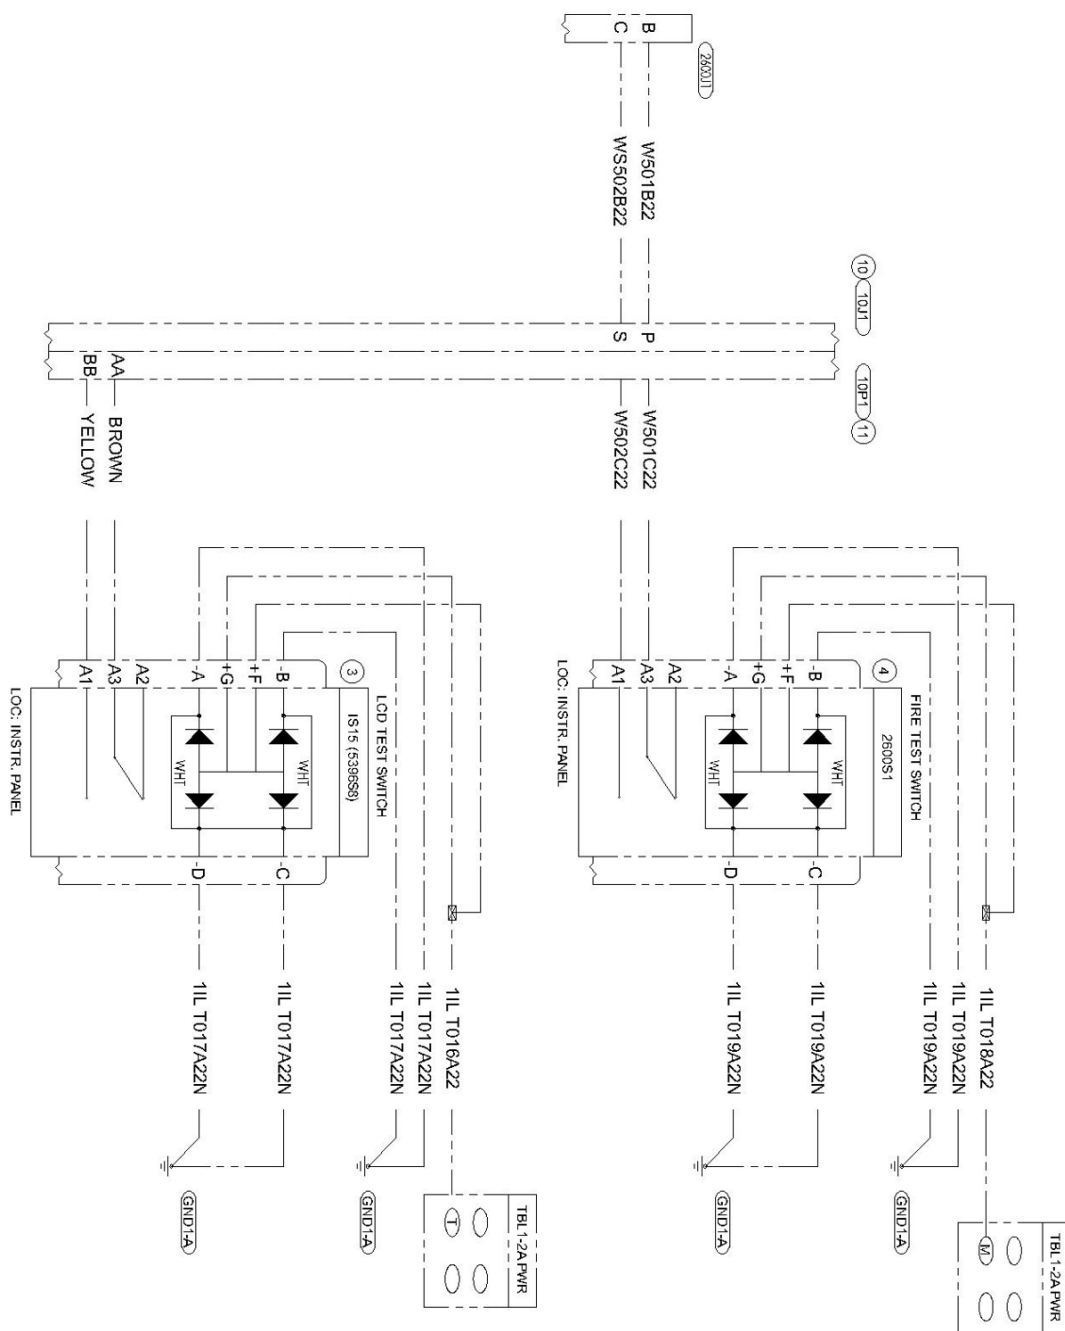 B
C
2600J1
W501B22
WS502B22
10
10J1
P
S
AA
BB
10P1
11
W501C22
W502C22
BROWN
YELLOW
4
FIRE TEST SWITCH
2600S1
-B
+F
+G
-A
A2
A3
A1
WHT
WHT
-C
-D
LOC: INSTR. PANEL
1IL T018A22
1IL T019A22N
1IL T019A22N
1IL T019A22N
1IL T019A22N
GND1-A
GND1-A
TBL1-2A PWR
M
3
LCD TEST SWITCH
IS15 (5396S8)
-B
+F
+G
-A
A2
A3
A1
WHT
WHT
-C
-D
LOC: INSTR. PANEL
1IL T016A22
1IL T017A22N
1IL T017A22N
1IL T017A22N
1IL T017A22N
GND1-A
GND1-A
TBL1-2A PWR
T